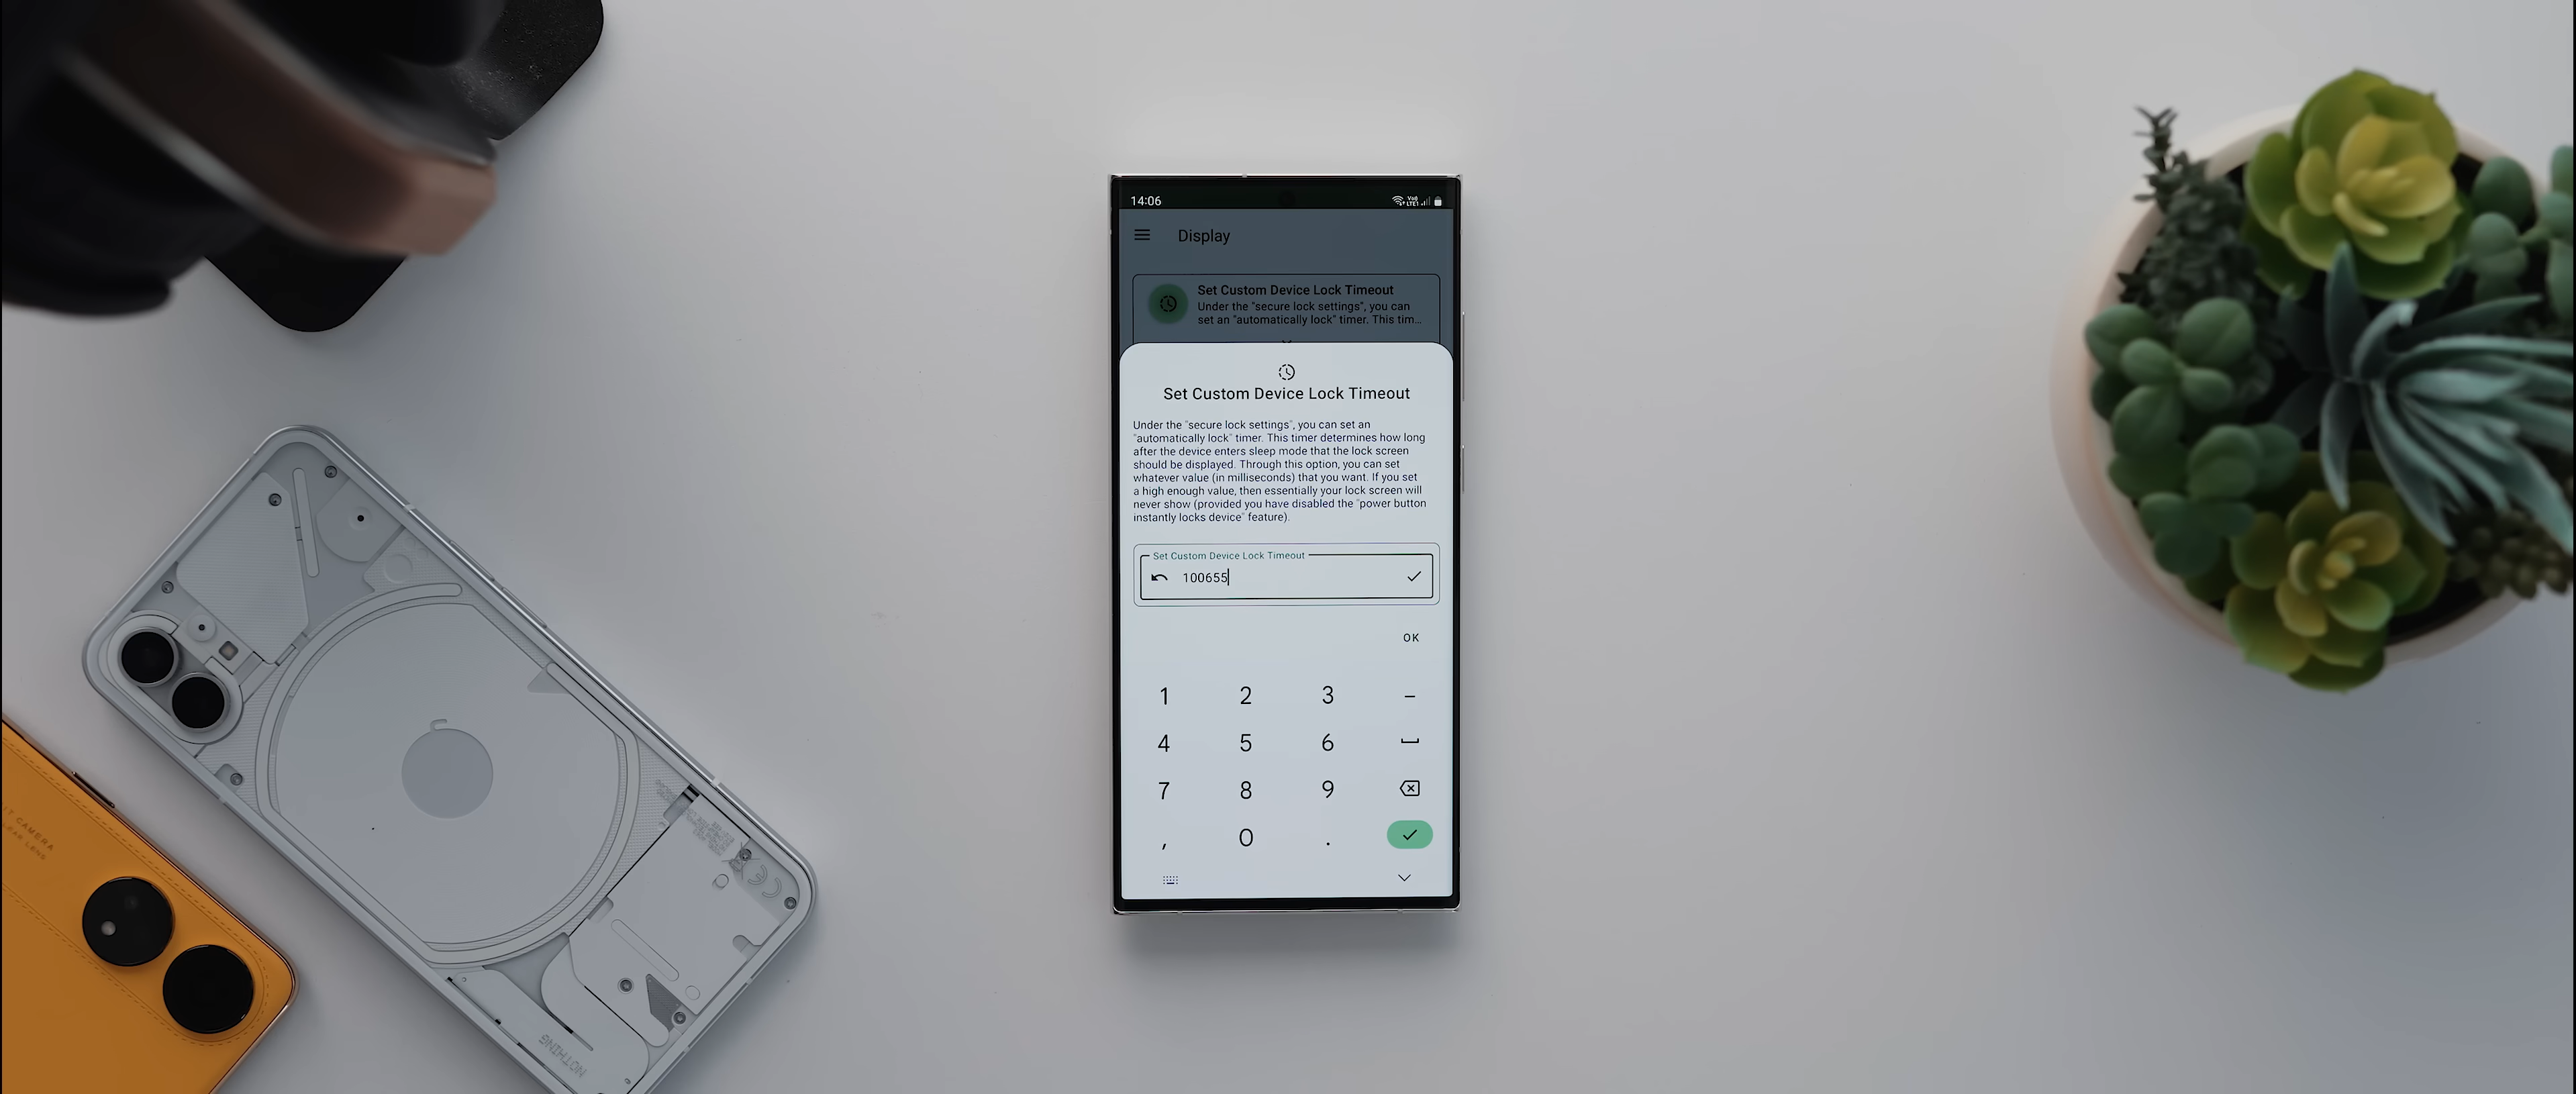 14:06
Display
Set Custom Device Lock Timeout
Under the "secure lock settings", you can
set an "automatically lock" timer. This tim...
Set Custom Device Lock Timeout
Under the "secure lock settings", you can set an
"automatically lock" timer. This timer determines how long
after the device enters sleep mode that the lock screen
should be displayed. Through this option, you can set
whatever value (in milliseconds) that you want. If you set
a high enough value, then essentially your lock screen will
never show (provided you have disabled the "power button
instantly locks device" feature).
Set Custom Device Lock Timeout
100655
OK
1 2 3 –
4 5 6
7 8 9
, 0 .
NOTHING
CAMERA
LENS